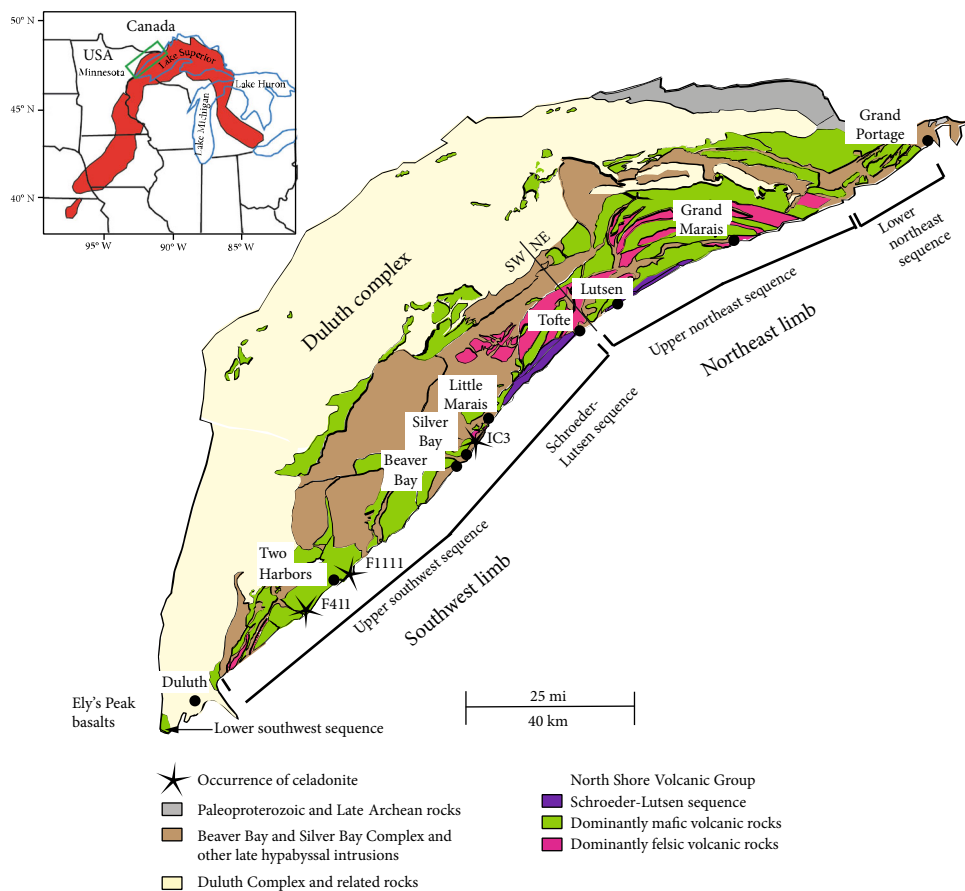 50° N
45° N
40° N
95° W
90° W
85° W
Canada
USA
Minnesota
Lake Superior
Lake Huron
Lake Michigan
Grand
Portage
Grand
Marais
Lower
northeast
sequence
SW
NE
Lutsen
Tofte
Upper northeast sequence
Northeast limb
Duluth complex
Little
Marais
Silver
Bay
IC3
Beaver
Bay
Schroeder-
Lutsen sequence
Two
Harbors
F1111
F411
Upper southwest sequence
Southwest limb
Duluth
Ely's Peak
basalts
Lower southwest sequence
25 mi
40 km
Occurrence of celadonite
Paleoproterozoic and Late Archean rocks
Beaver Bay and Silver Bay Complex and
other late hypabyssal intrusions
Duluth Complex and related rocks
North Shore Volcanic Group
Schroeder-Lutsen sequence
Dominantly mafic volcanic rocks
Dominantly felsic volcanic rocks